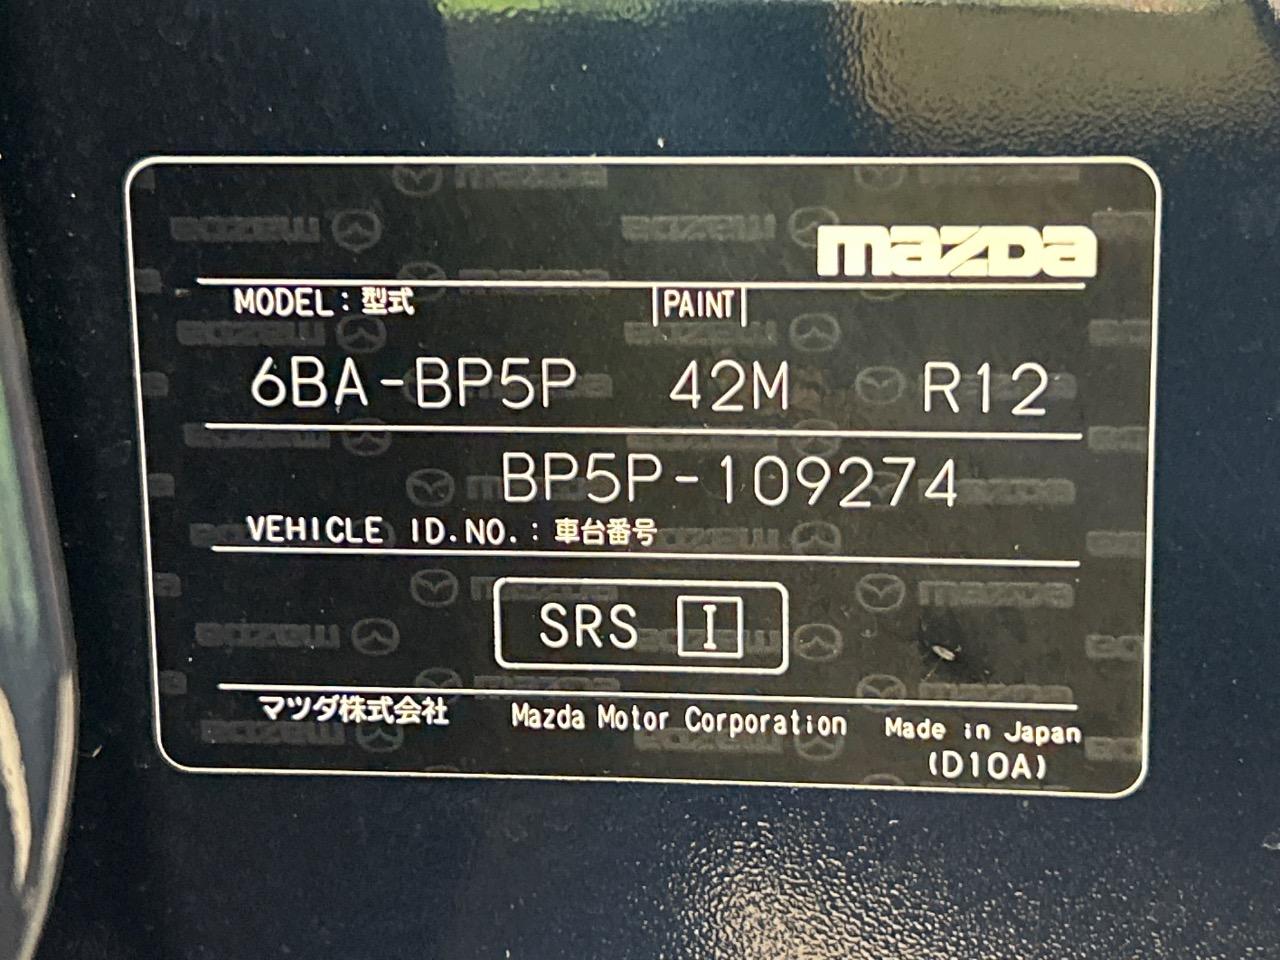 mazda
MODEL : 型式 PAINT
6BA-BP5P 42M R12
BP5P-109274
VEHICLE ID.NO. : 車台番号
SRS I
マツダ株式会社 Mazda Motor Corporation Made in Japan
(D10A)